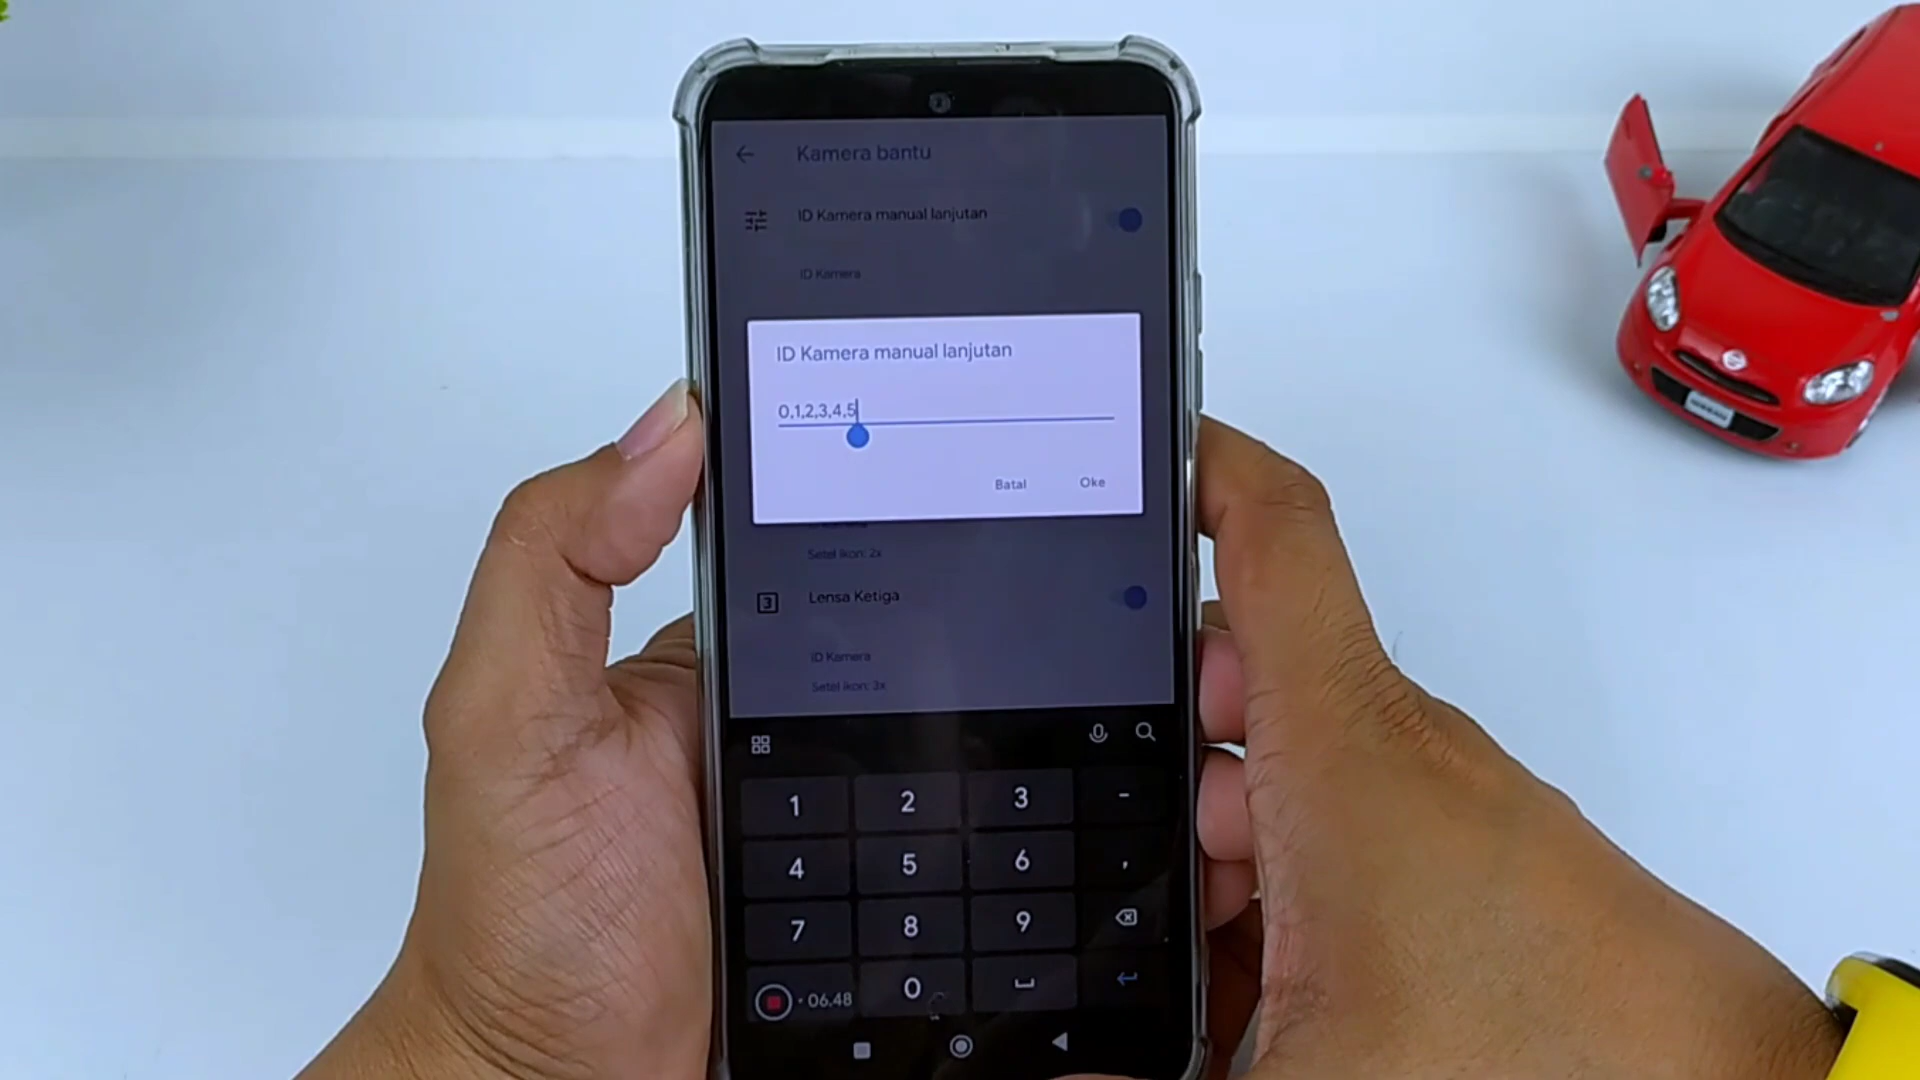 Kamera bantu
ID Kamera manual lanjutan
ID Kamera
ID Kamera manual lanjutan
0,1,2,3,4,5
Batal
Oke
Setel ikon: 2x
3
Lensa Ketiga
ID Kamera
Setel ikon: 3x
1 2 3 -
4 5 6 ,
7 8 9
06.48 0